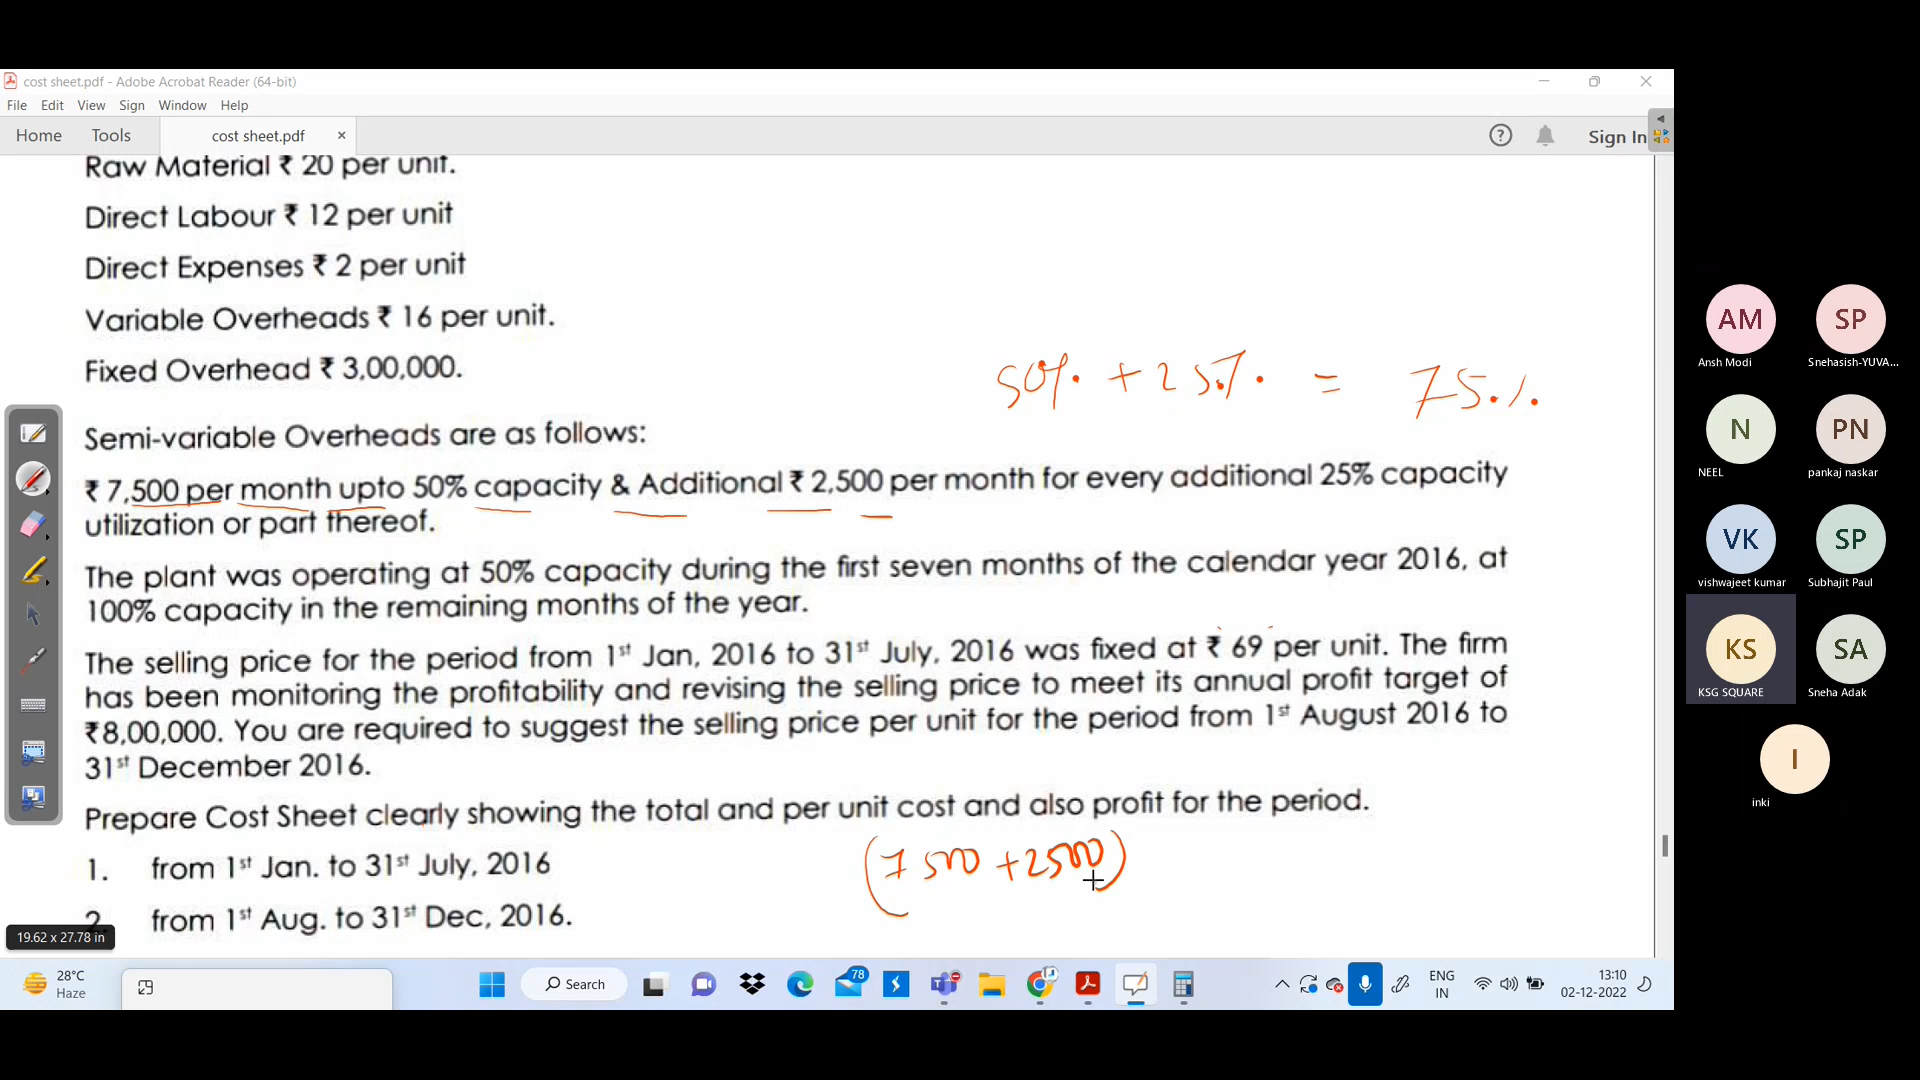 cost sheet.pdf - Adobe Acrobat Reader (64-bit)
File Edit View Sign Window Help
Home Tools cost sheet.pdf × Sign In
Raw Material ₹ 20 per unit.
Direct Labour ₹ 12 per unit
Direct Expenses ₹ 2 per unit
Variable Overheads ₹ 16 per unit.
Fixed Overhead ₹ 3,00,000.
50% + 25% = 75%
Semi-variable Overheads are as follows:
₹ 7,500 per month upto 50% capacity & Additional ₹ 2,500 per month for every additional 25% capacity
utilization or part thereof.
The plant was operating at 50% capacity during the first seven months of the calendar year 2016, at
100% capacity in the remaining months of the year.
The selling price for the period from 1st Jan, 2016 to 31st July, 2016 was fixed at ₹ 69 per unit. The firm
has been monitoring the profitability and revising the selling price to meet its annual profit target of
₹8,00,000. You are required to suggest the selling price per unit for the period from 1st August 2016 to
31st December 2016.
Prepare Cost Sheet clearly showing the total and per unit cost and also profit for the period.
1. from 1st Jan. to 31st July, 2016
(7500 + 2500)
2. from 1st Aug. to 31st Dec, 2016.
19.62 x 27.78 in
28°C
Haze
Search
78
ENG
IN
13:10
02-12-2022
AM SP
Ansh Modi Snehasish-YUVA...
N PN
NEEL pankaj naskar
VK SP
vishwajeet kumar Subhajit Paul
KS SA
KSG SQUARE Sneha Adak
I
inki